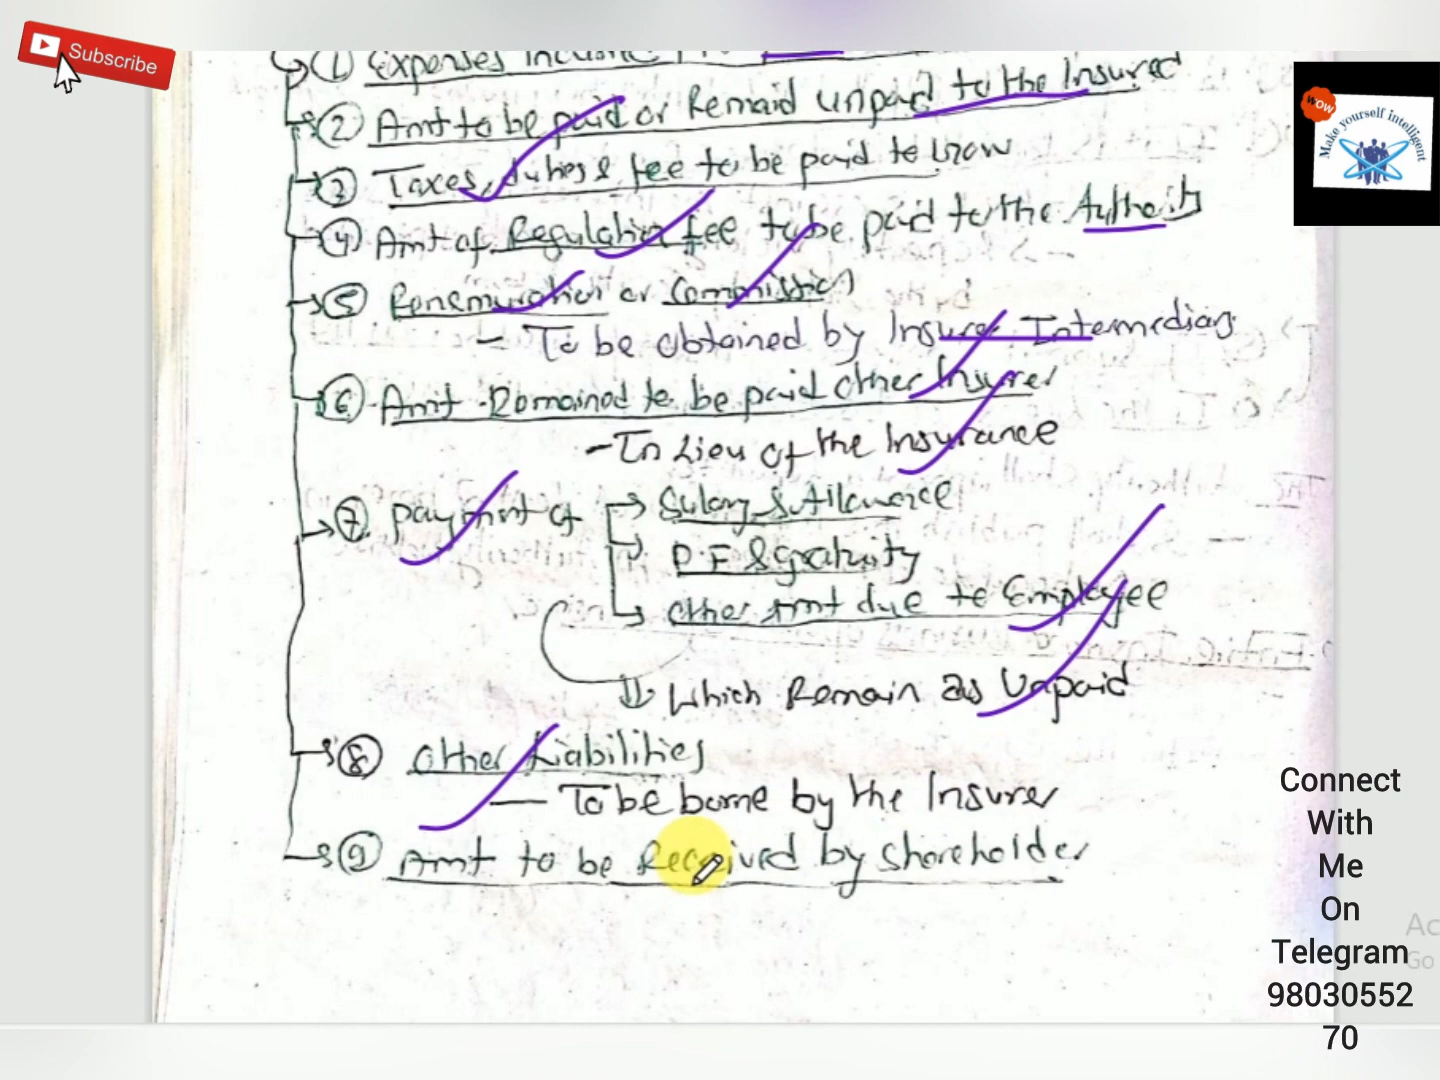 Subscribe
(1) Expenses
(2) Amt to be paid or Remaid unpaid to the Insured
(3) Taxes, duties & fee to be paid to
(4) Amt of Regulation fee to be paid to the Authority
(5) or Commission
- To be obtained by Insurer Intermediary
(6) Amt Remained to be paid other Insurer
- In Lieu of the Insurance
(7) Payment of
Salary & Allowance
P.F & gratuity
other Amt due to Employee
Which Remain as Unpaid
(8) Other Liabilities
— To be borne by the Insurer
(9) Amt to be Received by Shareholder
WOW
Make yourself intelligent
Connect
With
Me
On
Telegram
98030552
70
Ac
Go